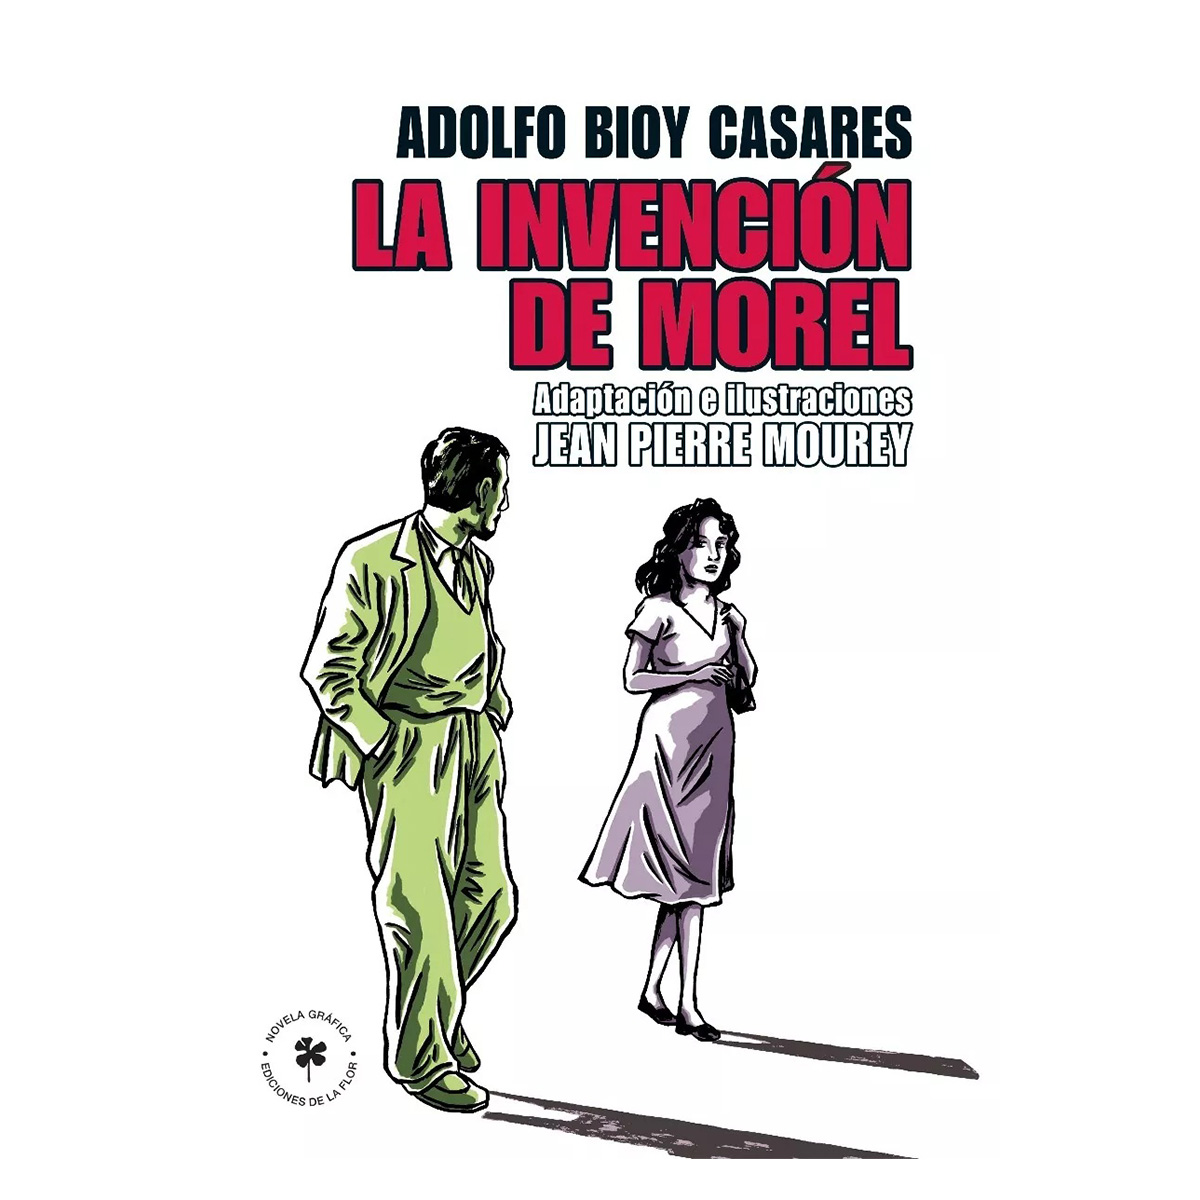 ADOLFO BIOY CASARES
LA INVENCIÓN
DE MOREL
Adaptación e ilustraciones
JEAN PIERRE MOUREY
NOVELA GRÁFICA
EDICIONES DE LA FLOR